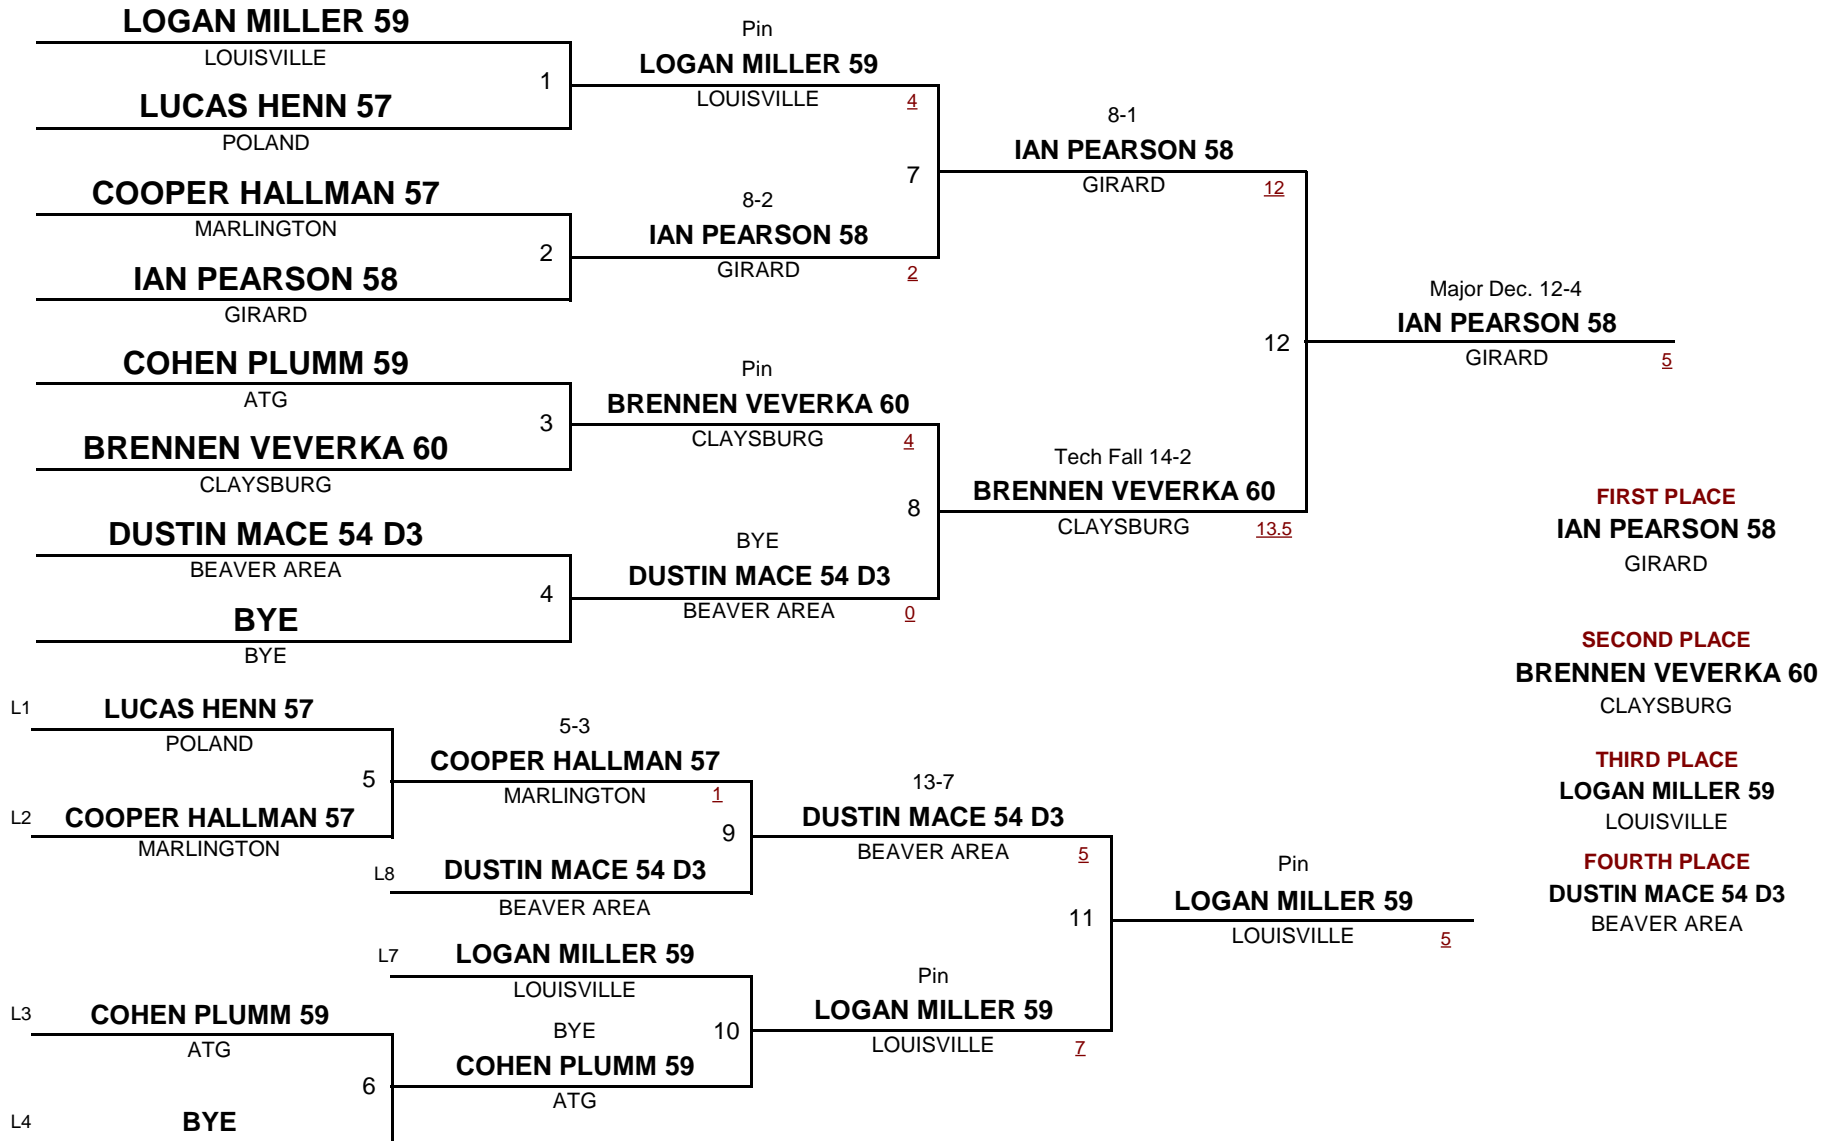 LOGAN MILLER 59
LOUISVILLE
1
LUCAS HENN 57
POLAND
COOPER HALLMAN 57
MARLINGTON
2
IAN PEARSON 58
GIRARD
COHEN PLUMM 59
ATG
3
BRENNEN VEVERKA 60
CLAYSBURG
DUSTIN MACE 54 D3
BEAVER AREA
4
BYE
BYE
Pin
LOGAN MILLER 59
LOUISVILLE 4
7
8-2
IAN PEARSON 58
GIRARD 2
Pin
BRENNEN VEVERKA 60
CLAYSBURG 4
8
BYE
DUSTIN MACE 54 D3
BEAVER AREA 0
8-1
IAN PEARSON 58
GIRARD 12
12
Tech Fall 14-2
BRENNEN VEVERKA 60
CLAYSBURG 13.5
Major Dec. 12-4
IAN PEARSON 58
GIRARD 5
FIRST PLACE
IAN PEARSON 58
GIRARD
SECOND PLACE
BRENNEN VEVERKA 60
CLAYSBURG
THIRD PLACE
LOGAN MILLER 59
LOUISVILLE
FOURTH PLACE
DUSTIN MACE 54 D3
BEAVER AREA
L1 LUCAS HENN 57
POLAND
5
L2 COOPER HALLMAN 57
MARLINGTON
5-3
COOPER HALLMAN 57
MARLINGTON 1
9
L8 DUSTIN MACE 54 D3
BEAVER AREA
L7 LOGAN MILLER 59
LOUISVILLE
L3 COHEN PLUMM 59
ATG
6
L4 BYE
BYE
10
COHEN PLUMM 59
ATG
13-7
DUSTIN MACE 54 D3
BEAVER AREA 5
11
Pin
LOGAN MILLER 59
LOUISVILLE 7
Pin
LOGAN MILLER 59
LOUISVILLE 5